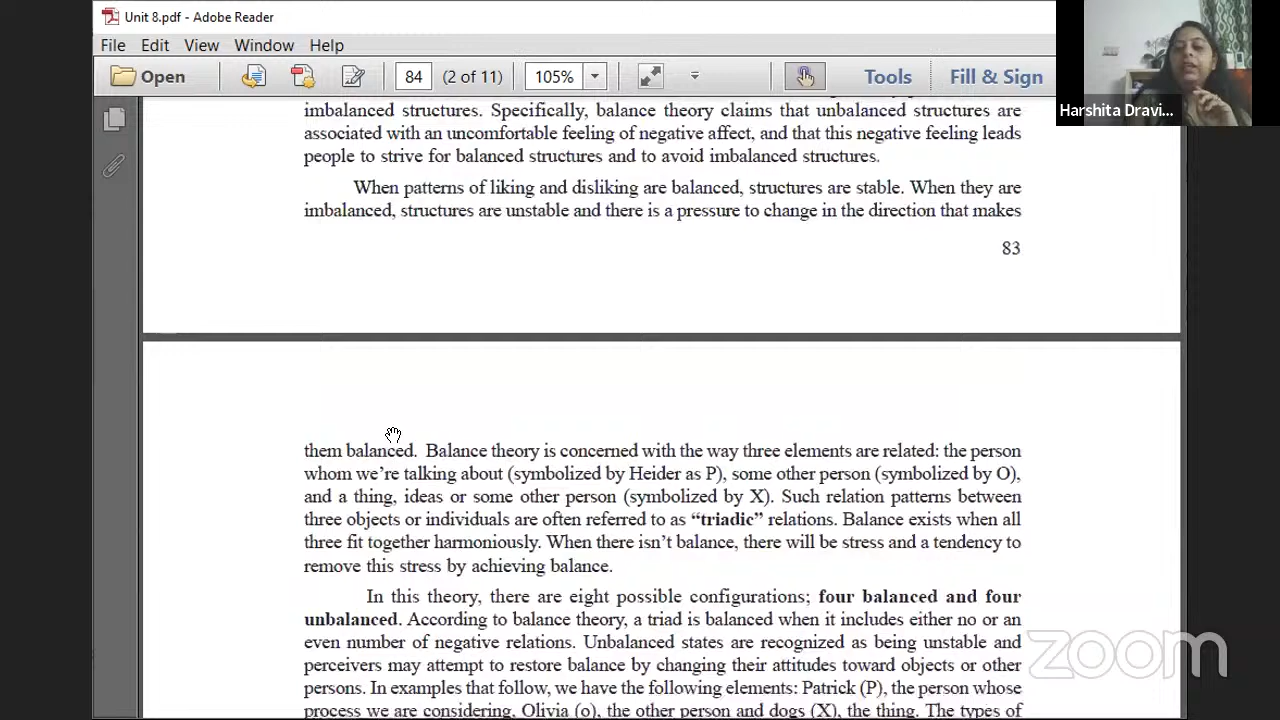 Unit 8.pdf - Adobe Reader
File Edit View Window Help
Open 84 (2 of 11) 105% Tools Fill & Sign
Harshita Dravi...
imbalanced structures. Specifically, balance theory claims that unbalanced structures are
associated with an uncomfortable feeling of negative affect, and that this negative feeling leads
people to strive for balanced structures and to avoid imbalanced structures.
When patterns of liking and disliking are balanced, structures are stable. When they are
imbalanced, structures are unstable and there is a pressure to change in the direction that makes
83
them balanced. Balance theory is concerned with the way three elements are related: the person
whom we're talking about (symbolized by Heider as P), some other person (symbolized by O),
and a thing, ideas or some other person (symbolized by X). Such relation patterns between
three objects or individuals are often referred to as “triadic” relations. Balance exists when all
three fit together harmoniously. When there isn't balance, there will be stress and a tendency to
remove this stress by achieving balance.
In this theory, there are eight possible configurations; four balanced and four
unbalanced. According to balance theory, a triad is balanced when it includes either no or an
even number of negative relations. Unbalanced states are recognized as being unstable and
perceivers may attempt to restore balance by changing their attitudes toward objects or other
persons. In examples that follow, we have the following elements: Patrick (P), the person whose
process we are considering, Olivia (o), the other person and dogs (X), the thing. The types of
zoom